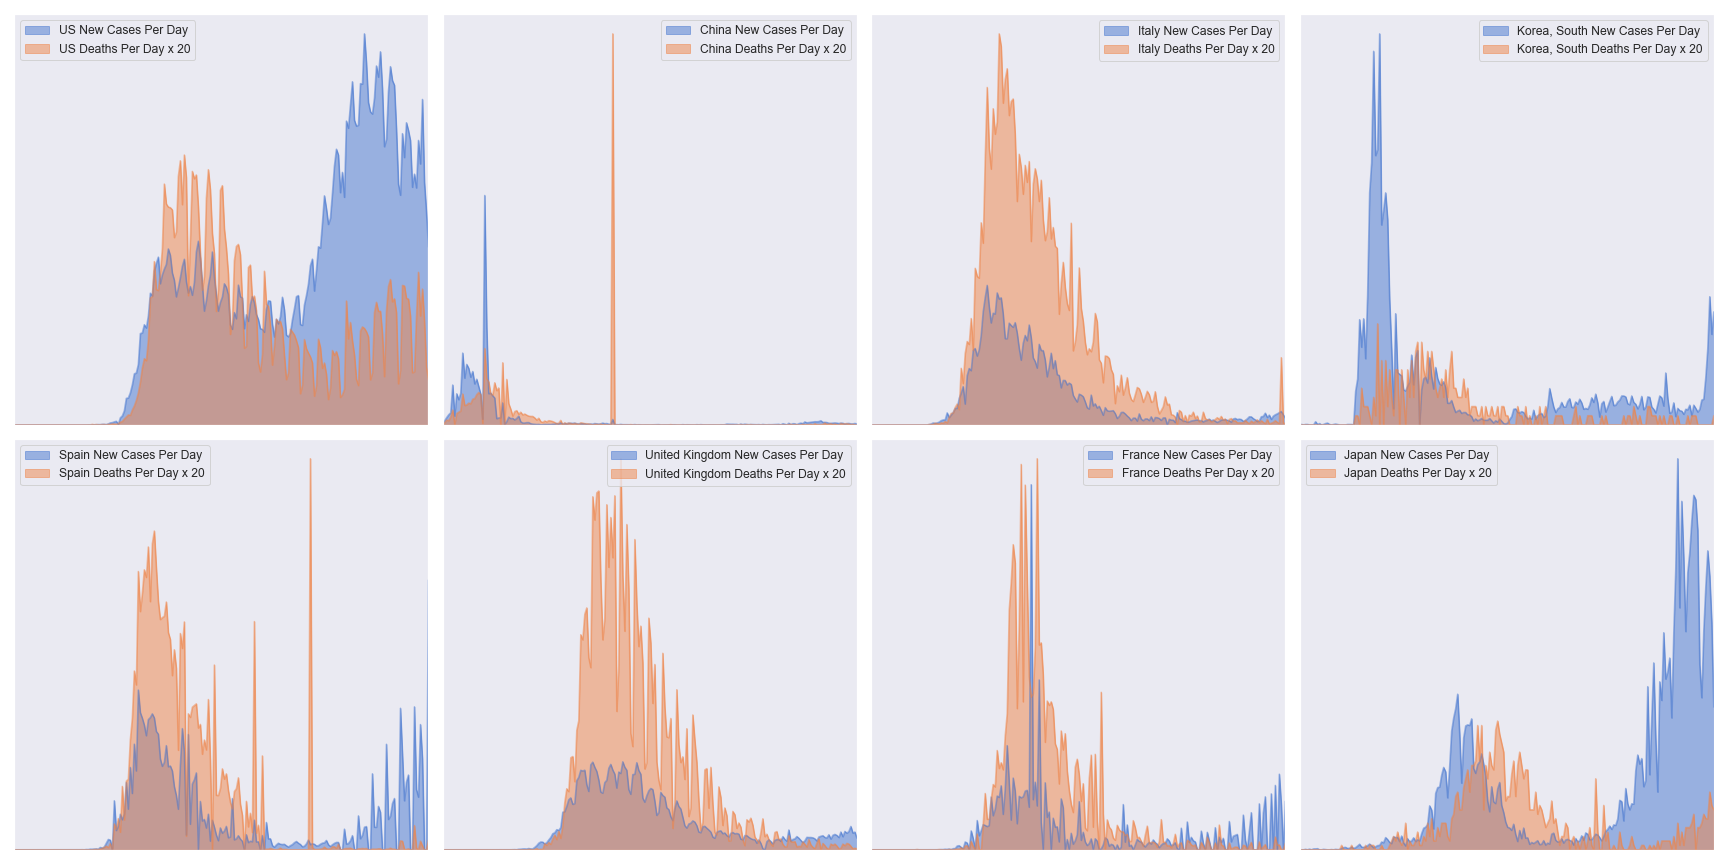 US New Cases Per Day
US Deaths Per Day x 20
China New Cases Per Day
China Deaths Per Day x 20
Italy New Cases Per Day
Italy Deaths Per Day x 20
Korea, South New Cases Per Day
Korea, South Deaths Per Day x 20
Spain New Cases Per Day
Spain Deaths Per Day x 20
United Kingdom New Cases Per Day
United Kingdom Deaths Per Day x 20
France New Cases Per Day
France Deaths Per Day x 20
Japan New Cases Per Day
Japan Deaths Per Day x 20